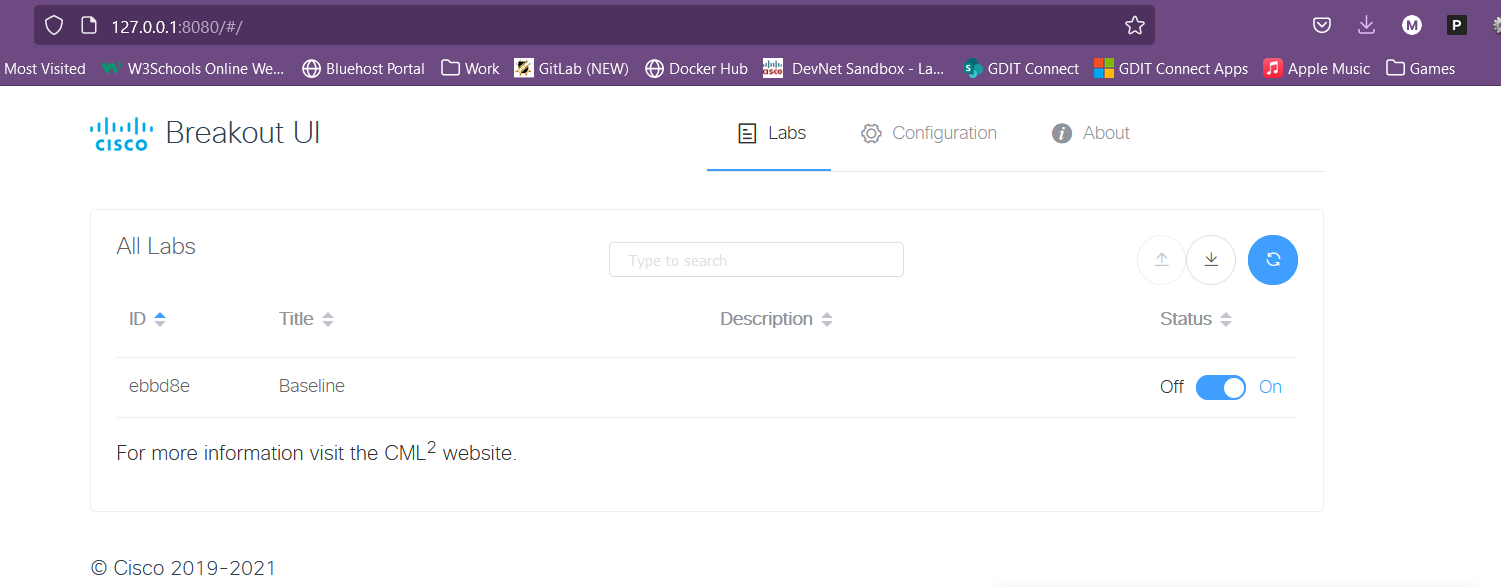 127.0.0.1:8080/#/
M P
Most Visited W3Schools Online We... Bluehost Portal Work GitLab (NEW) Docker Hub cisco DevNet Sandbox - La... S GDIT Connect GDIT Connect Apps Apple Music Games
cisco Breakout UI Labs Configuration About
All Labs Type to search
ID Title Description Status
ebbd8e Baseline Off On
For more information visit the CML² website.
© Cisco 2019-2021